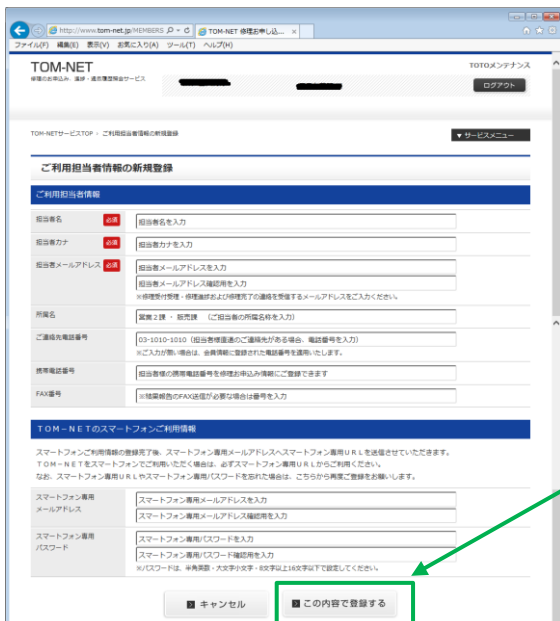 http://www.tom-net.jp/MEMBERS
TOM-NET 修理お申し込...
ファイル(F) 編集(E) 表示(V) お気に入り(A) ツール(T) ヘルプ(H)
TOM-NET
TOTOメンテナンス
修理のお申込み、進捗・過去履歴照会サービス
ログアウト
TOM-NETサービスTOP › ご利用担当者情報の新規登録
▼ サービスメニュー
ご利用担当者情報の新規登録
ご利用担当者情報
担当者名 必須 担当者名を入力
担当者カナ 必須 担当者カナを入力
担当者メールアドレス 必須 担当者メールアドレスを入力
担当者メールアドレス確認用を入力
※修理受付受理・修理進捗および修理完了の連絡を受信するメールアドレスをご入力ください。
所属名 営業2課 ・ 販売課 （ご担当者の所属名称を入力）
ご連絡先電話番号 03-1010-1010（担当者様直通のご連絡先がある場合、電話番号を入力）
※ご入力が無い場合は、会員情報に登録された電話番号を適用いたします。
携帯電話番号 担当者様の携帯電話番号を修理お申込み情報にご登録できます
FAX番号 ※結果報告のFAX送信が必要な場合は番号を入力
TOM－NETのスマートフォンご利用情報
スマートフォンご利用情報の登録完了後、スマートフォン専用メールアドレスへスマートフォン専用URLを送信させていただきます。
TOM－NETをスマートフォンでご利用いただく場合は、必ずスマートフォン専用URLからご利用ください。
なお、スマートフォン専用URLやスマートフォン専用パスワードを忘れた場合は、こちらから再度ご登録をお願いします。
スマートフォン専用
メールアドレス
スマートフォン専用メールアドレスを入力
スマートフォン専用メールアドレス確認用を入力
スマートフォン専用
パスワード
スマートフォン専用パスワードを入力
スマートフォン専用パスワード確認用を入力
※パスワードは、半角英数・大文字小文字・8文字以上16文字以下で設定してください。
キャンセル
この内容で登録する